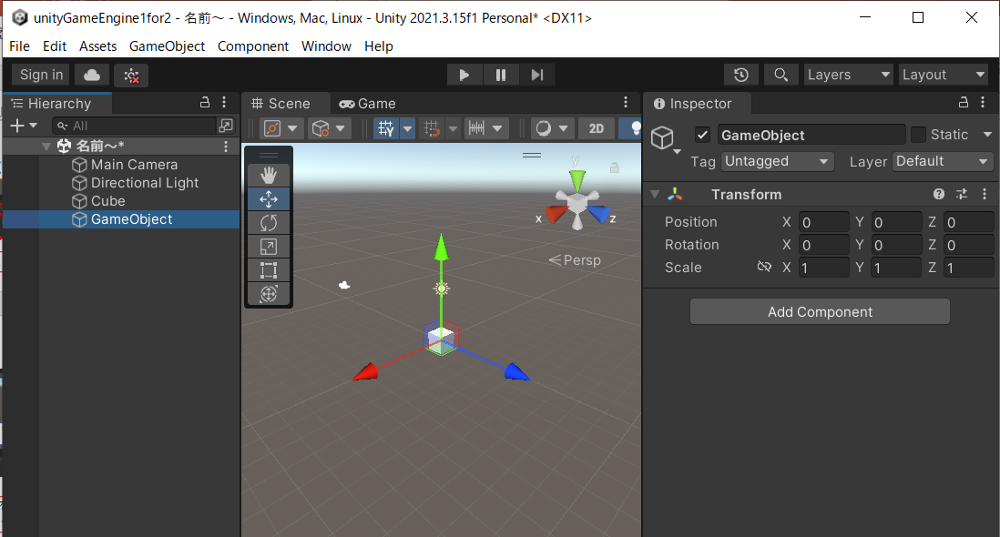 unityGameEngine1for2 - 名前～ - Windows, Mac, Linux - Unity 2021.3.15f1 Personal* <DX11>
File Edit Assets GameObject Component Window Help
Sign in Layers Layout
Hierarchy Scene Game Inspector
All 2D
名前～*
Main Camera
Directional Light
Cube
GameObject
y
x z
Persp
GameObject Static
Tag Untagged Layer Default
Transform
Position X 0 Y 0 Z 0
Rotation X 0 Y 0 Z 0
Scale X 1 Y 1 Z 1
Add Component